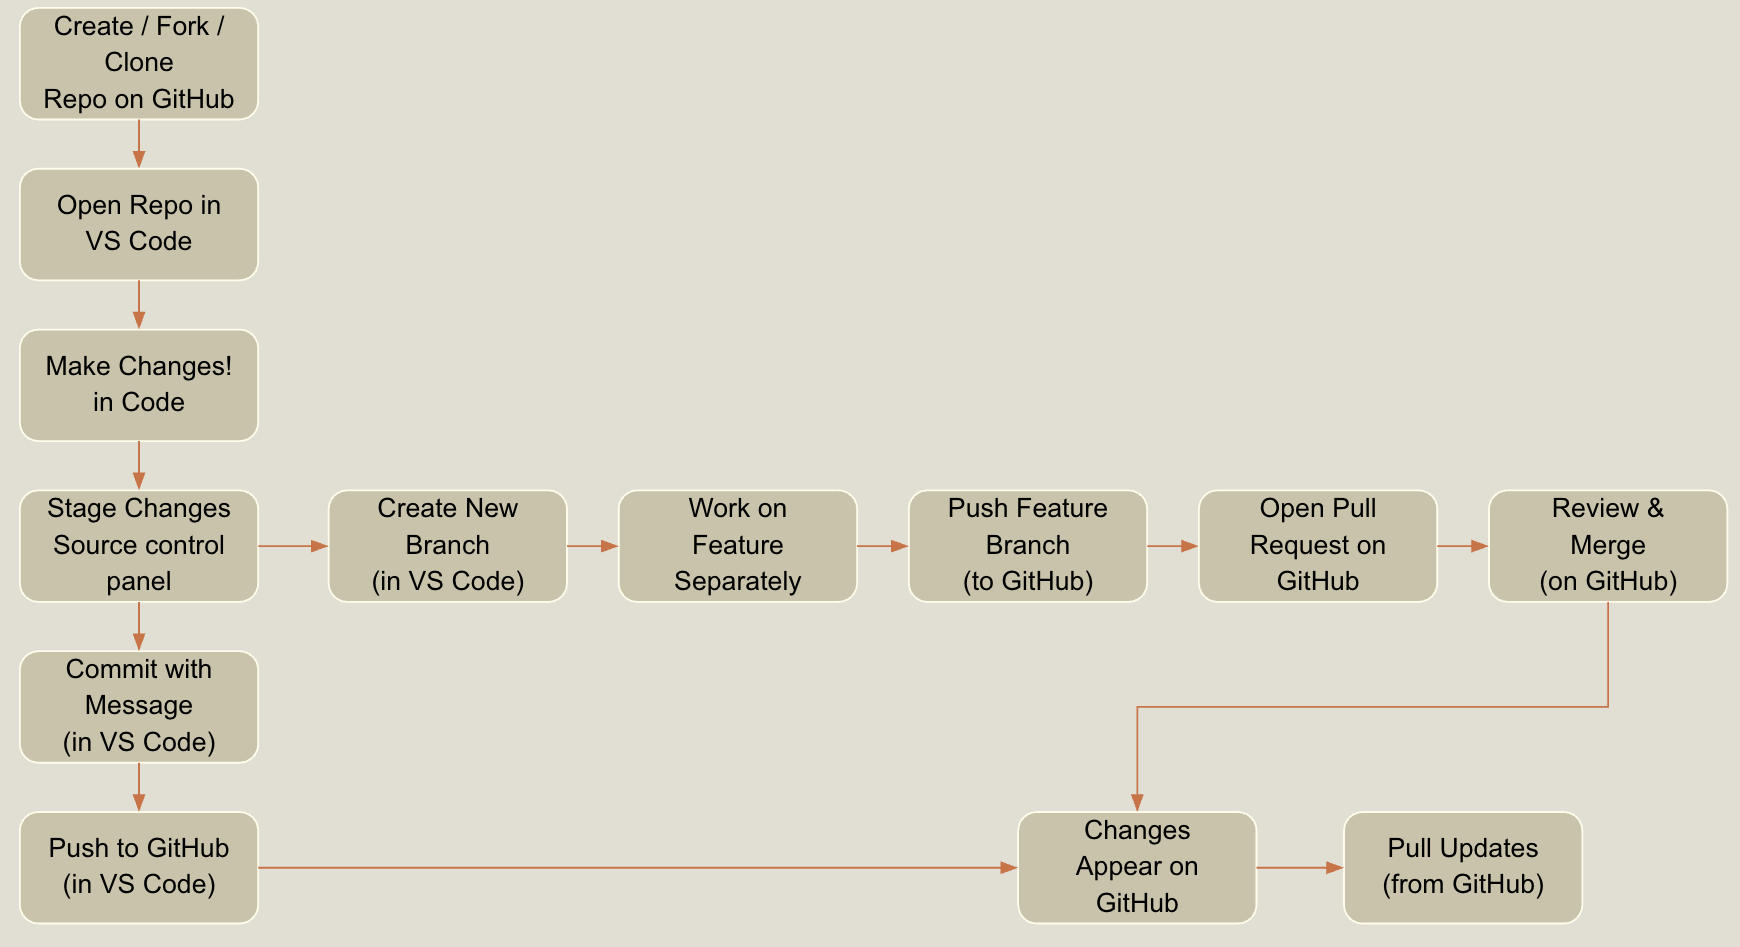 Create / Fork /
Clone
Repo on GitHub
Open Repo in
VS Code
Make Changes!
in Code
Stage Changes
Source control
panel
Create New
Branch
(in VS Code)
Work on
Feature
Separately
Push Feature
Branch
(to GitHub)
Open Pull
Request on
GitHub
Review &
Merge
(on GitHub)
Commit with
Message
(in VS Code)
Push to GitHub
(in VS Code)
Changes
Appear on
GitHub
Pull Updates
(from GitHub)